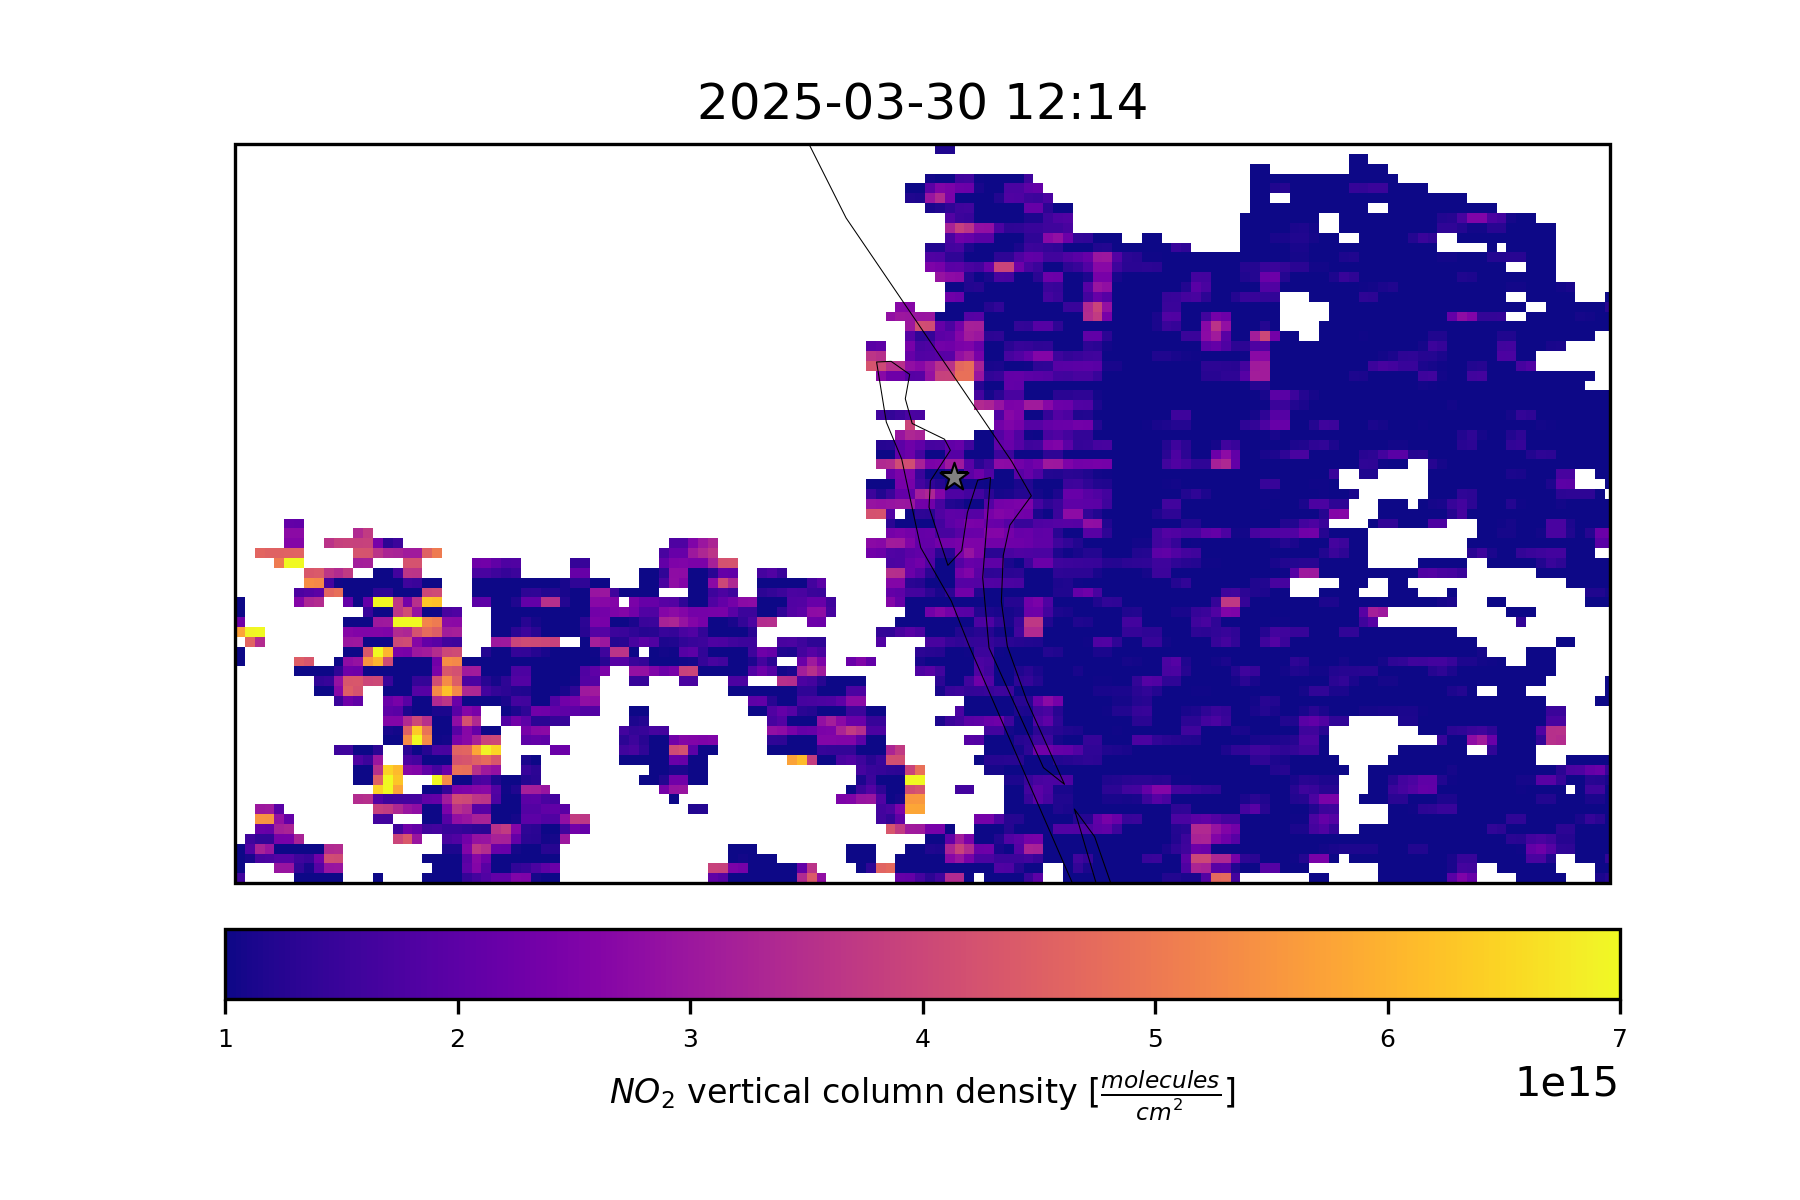 2025-03-30 12:14
1 2 3 4 5 6 7
1e15
NO₂ vertical column density [molecules/cm²]